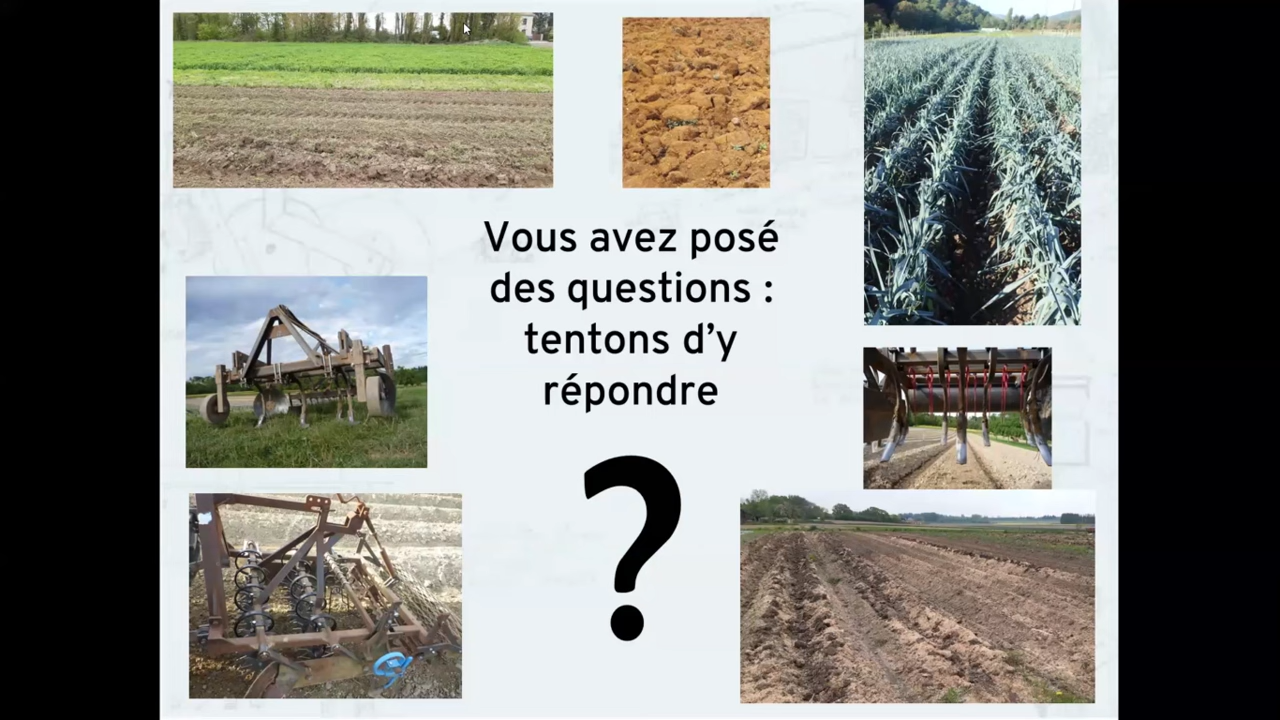 Vous avez posé
des questions :
tentons d’y
répondre
?